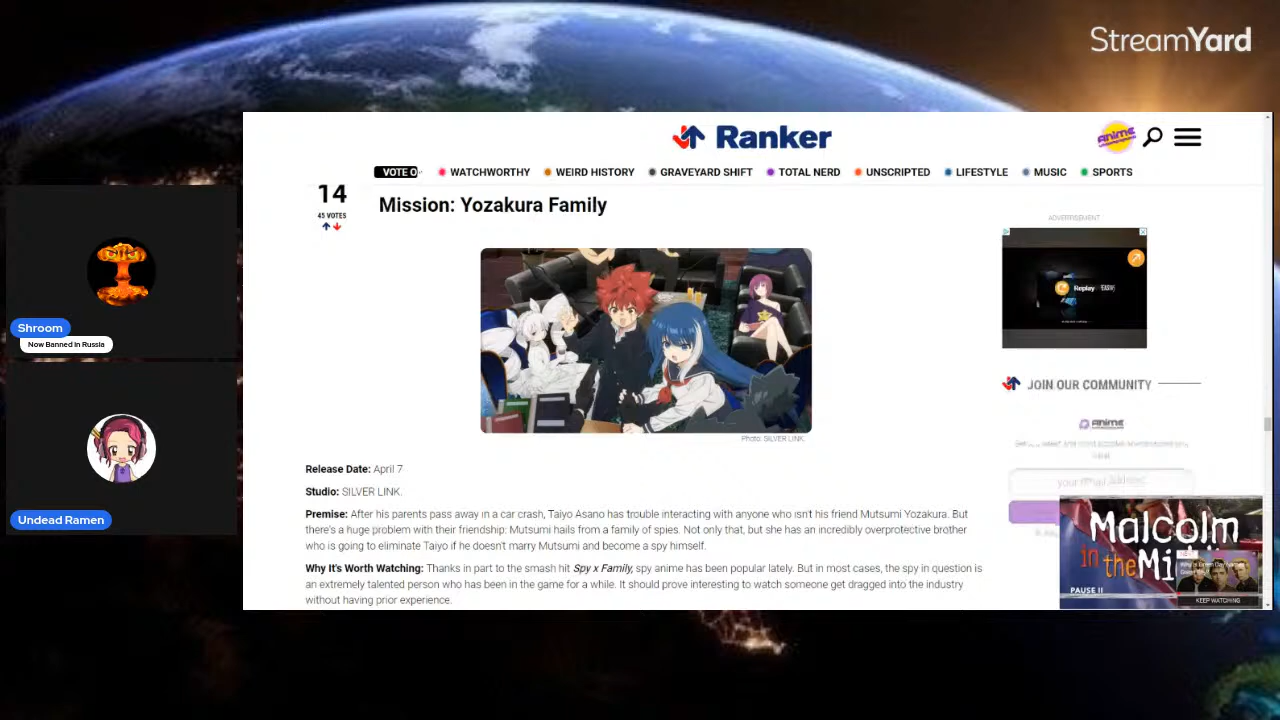 StreamYard
Ranker
ANIME
VOTE O
WATCHWORTHY
WEIRD HISTORY
GRAVEYARD SHIFT
TOTAL NERD
UNSCRIPTED
LIFESTYLE
MUSIC
SPORTS
14
45 VOTES
Mission: Yozakura Family
ADVERTISEMENT
Replay
Photo: SILVER LINK.
Shroom
Now Banned in Russia
JOIN OUR COMMUNITY
ANIME
your
Release Date: April 7
Studio: SILVER LINK.
Premise: After his parents pass away in a car crash, Taiyo Asano has trouble interacting with anyone who isn't his friend Mutsumi Yozakura. But
there's a huge problem with their friendship: Mutsumi hails from a family of spies. Not only that, but she has an incredibly overprotective brother
who is going to eliminate Taiyo if he doesn't marry Mutsumi and become a spy himself.
Why It's Worth Watching: Thanks in part to the smash hit Spy x Family, spy anime has been popular lately. But in most cases, the spy in question is
an extremely talented person who has been in the game for a while. It should prove interesting to watch someone get dragged into the industry
without having prior experience.
Undead Ramen
Malcolm
in the Mi
PAUSE II
KEEP WATCHING